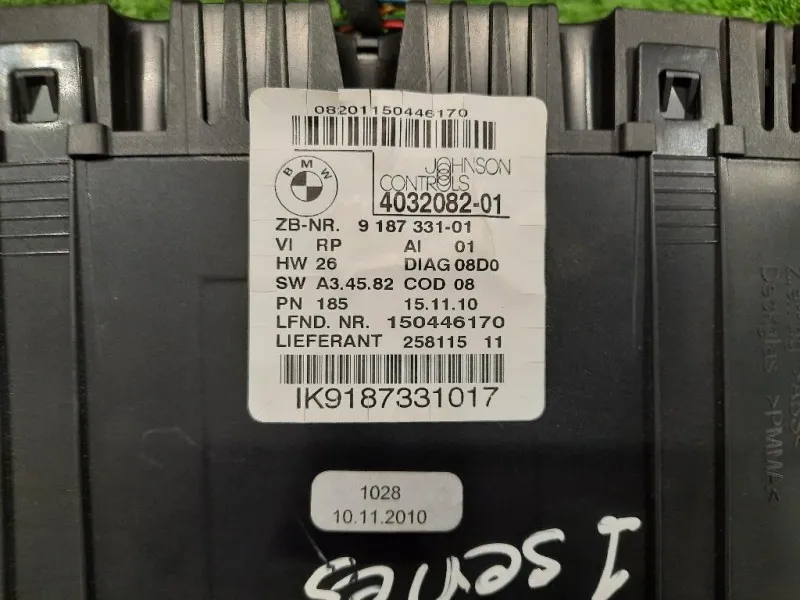 08201150446170
BMW
JOHNSON
CONTROLS
4032082-01
ZB-NR. 9 187 331-01
VI RP AI 01
HW 26 DIAG 08D0
SW A3.45.82 COD 08
PN 185 15.11.10
LFND. NR. 150446170
LIEFERANT 258115 11
IK9187331017
1028
10.11.2010
1 series